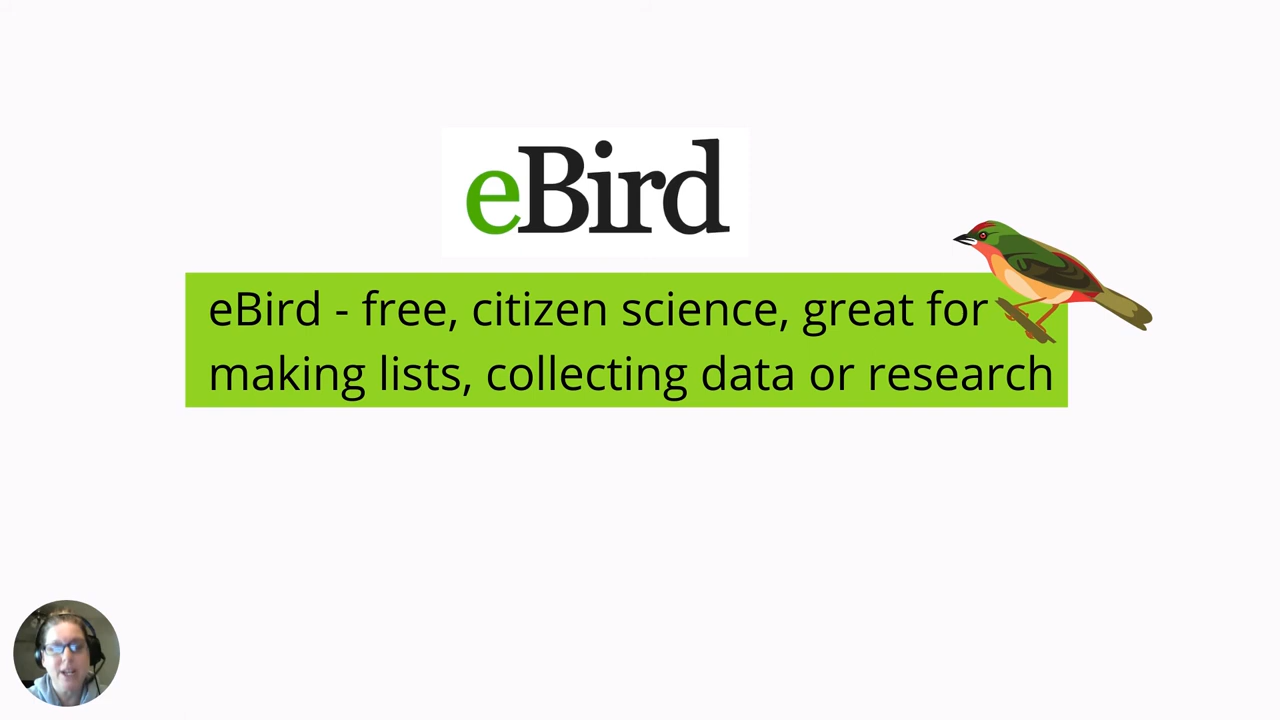 eBird
eBird - free, citizen science, great for
making lists, collecting data or research